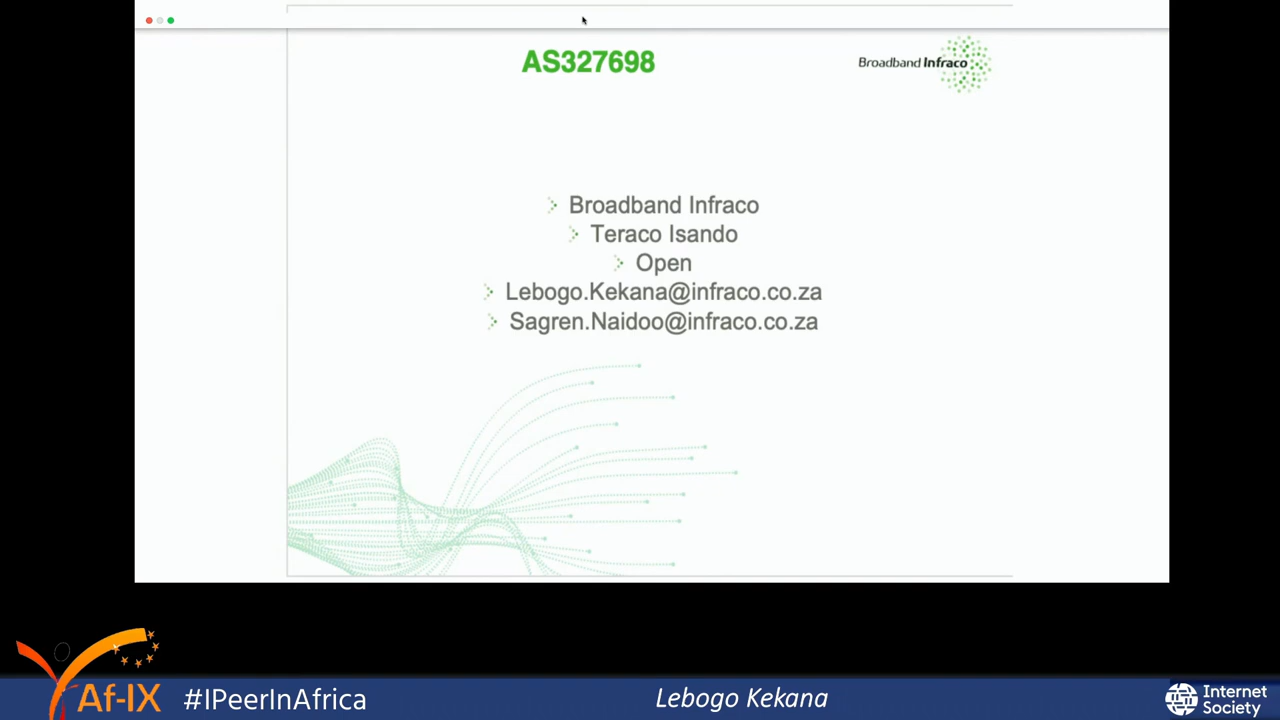 AS327698
Broadband Infraco
Broadband Infraco
Teraco Isando
Open
Lebogo.Kekana@infraco.co.za
Sagren.Naidoo@infraco.co.za
Af-IX #IPeerInAfrica
Lebogo Kekana
Internet
Society